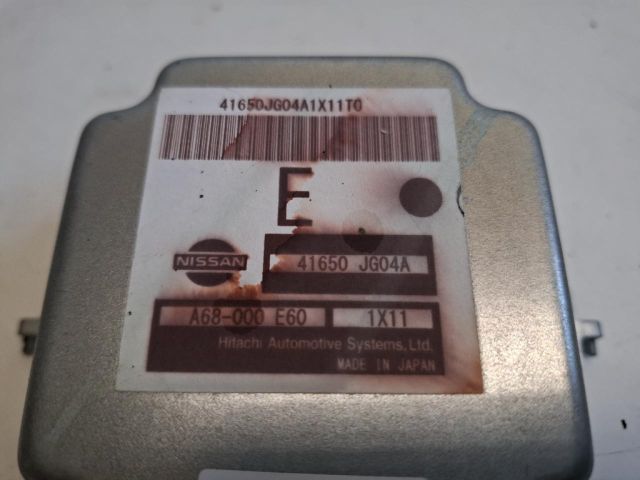 41650JG04A1X11T0
E
NISSAN
41650 JG04A
A68-000 E60 1X11
Hitachi Automotive Systems, Ltd.
MADE IN JAPAN